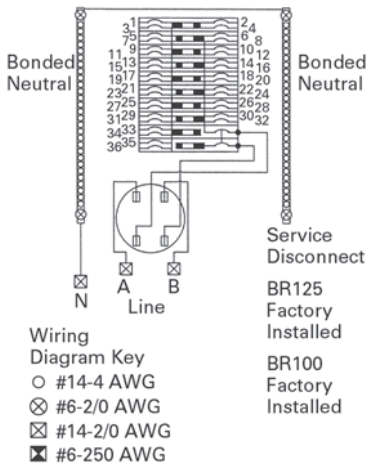 1 2
3 4
5 6
7 8
9 10
11 12
13 14
15 16
17 18
19 20
21 22
23 24
25 26
27 28
29 30
31 32
33
34
35
36
Bonded
Neutral
Bonded
Neutral
N
A
B
Line
Service
Disconnect
BR125
Factory
Installed
BR100
Factory
Installed
Wiring
Diagram Key
#14-4 AWG
#6-2/0 AWG
#14-2/0 AWG
#6-250 AWG